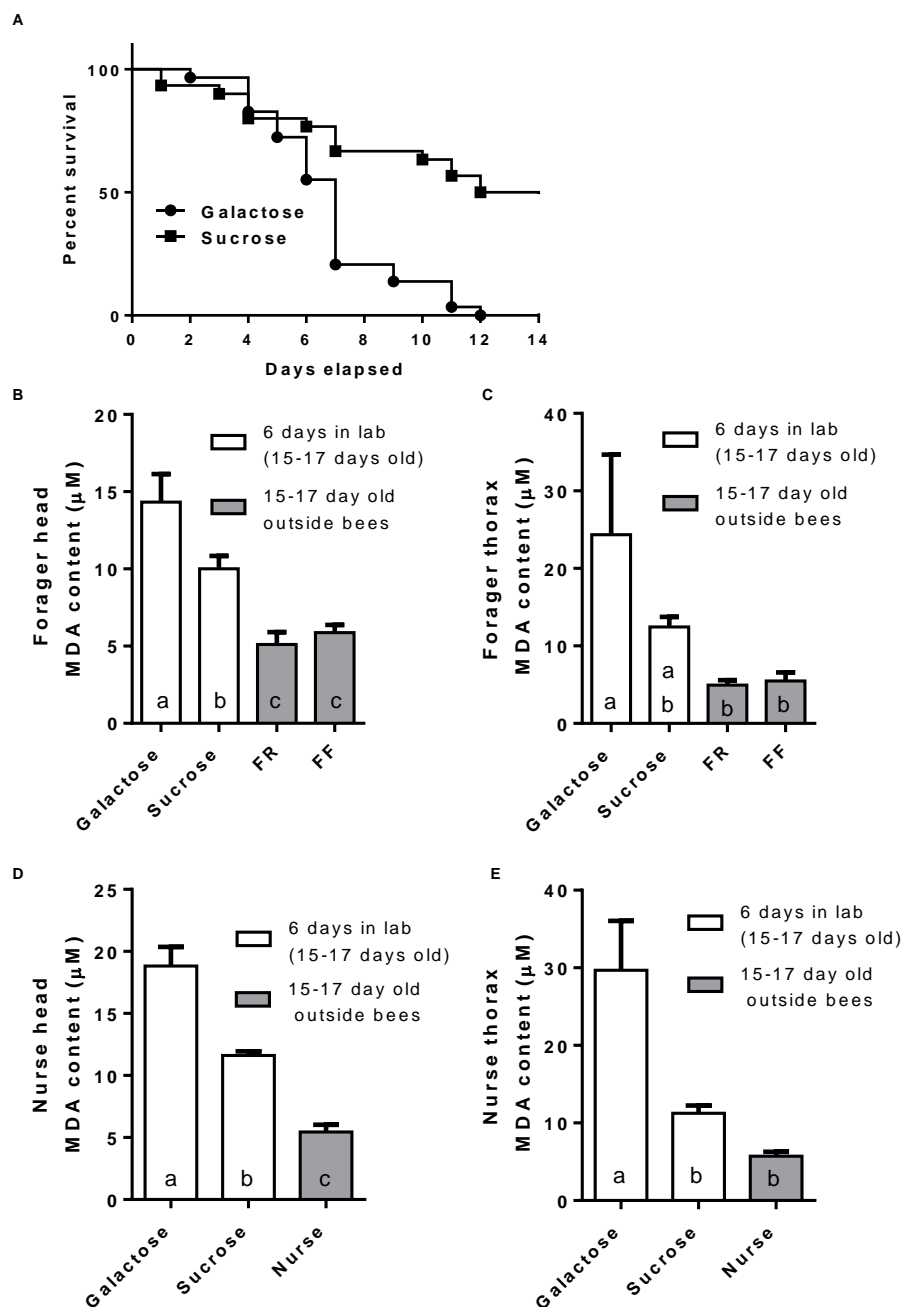 A
Percent survival
100
50
0
Galactose
Sucrose
0 2 4 6 8 10 12 14
Days elapsed
B
Forager head
MDA content (μM)
20
15
10
5
0
6 days in lab
(15-17 days old)
15-17 day old
outside bees
a b c c
Galactose Sucrose FR FF
C
Forager thorax
MDA content (μM)
40
30
20
10
0
6 days in lab
(15-17 days old)
15-17 day old
outside bees
a
a b b b
Galactose Sucrose FR FF
D
Nurse head
MDA content (μM)
25
20
15
10
5
0
6 days in lab
(15-17 days old)
15-17 day old
outside bees
a b c
Galactose Sucrose Nurse
E
Nurse thorax
MDA content (μM)
40
30
20
10
0
6 days in lab
(15-17 days old)
15-17 day old
outside bees
a b b
Galactose Sucrose Nurse